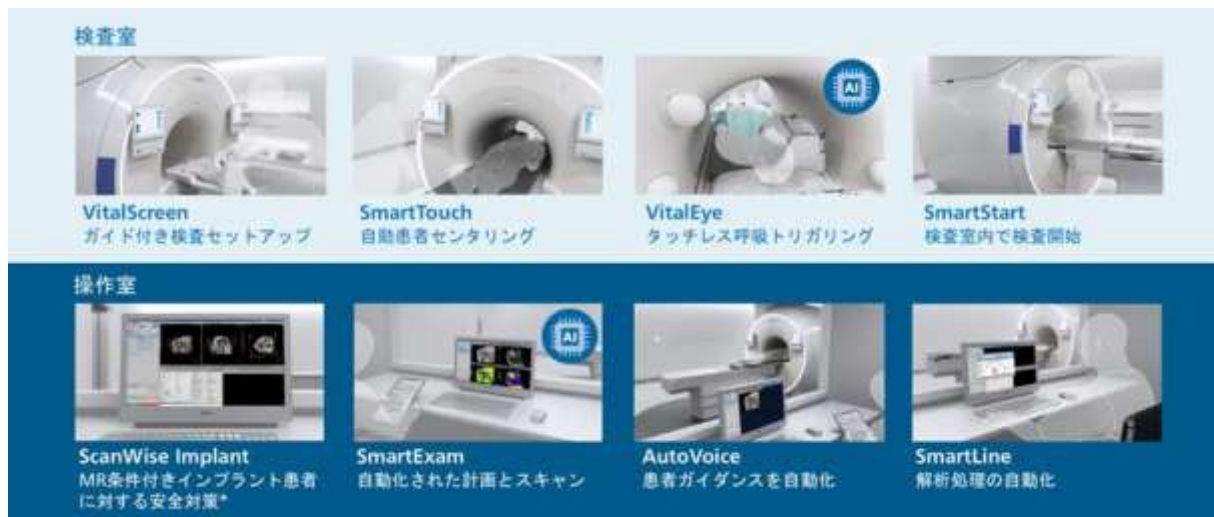 検査室
AI
VitalScreen
ガイド付き検査セットアップ
SmartTouch
自動患者センタリング
VitalEye
タッチレス呼吸トリガリング
SmartStart
検査室内で検査開始
操作室
AI
ScanWise Implant
MR条件付きインプラント患者
に対する安全対策*
SmartExam
自動化された計画とスキャン
AutoVoice
患者ガイダンスを自動化
SmartLine
解析処理の自動化